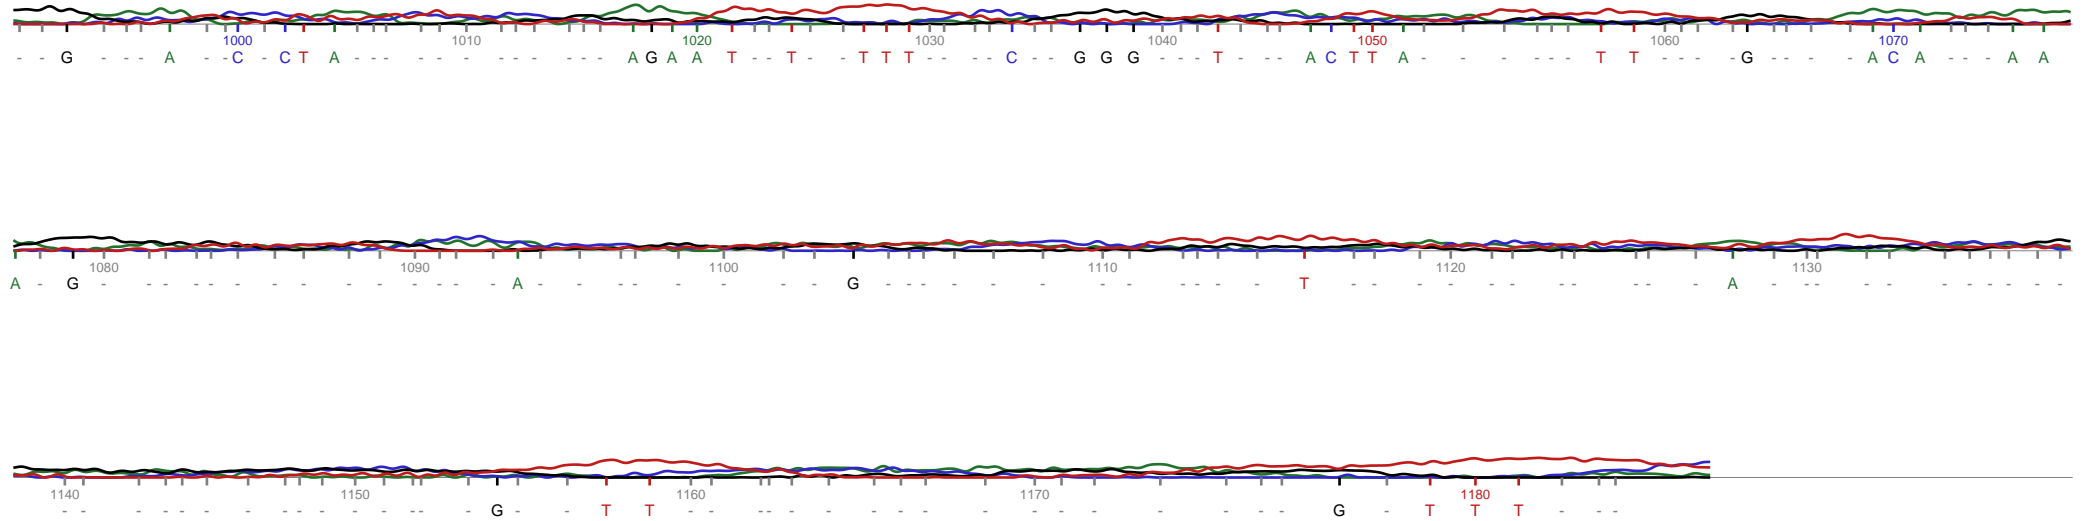 1000 1010 1020 1030 1040 1050 1060 1070
- - G - - - A - - C - C T A - - - - - - - - - - - - A G A A T - - T - - T T T - - - - C - - G G G - - - T - - - A C T T A - - - - - - T T - - - - G - - - - - A C A - - - A A
1080 1090 1100 1110 1120 1130
A - G - - - - - - - - - - - - - - - A - - - - - - - - - - G - - - - - - - - - - - - - T - - - - - - - - - - - - A - - - - - - - - - - - -
1140 1150 1160 1170 1180
- - - - - - - - - - - - - - - G - - T T - - - - - - - - - - - - - - - - - G - T T T - - -